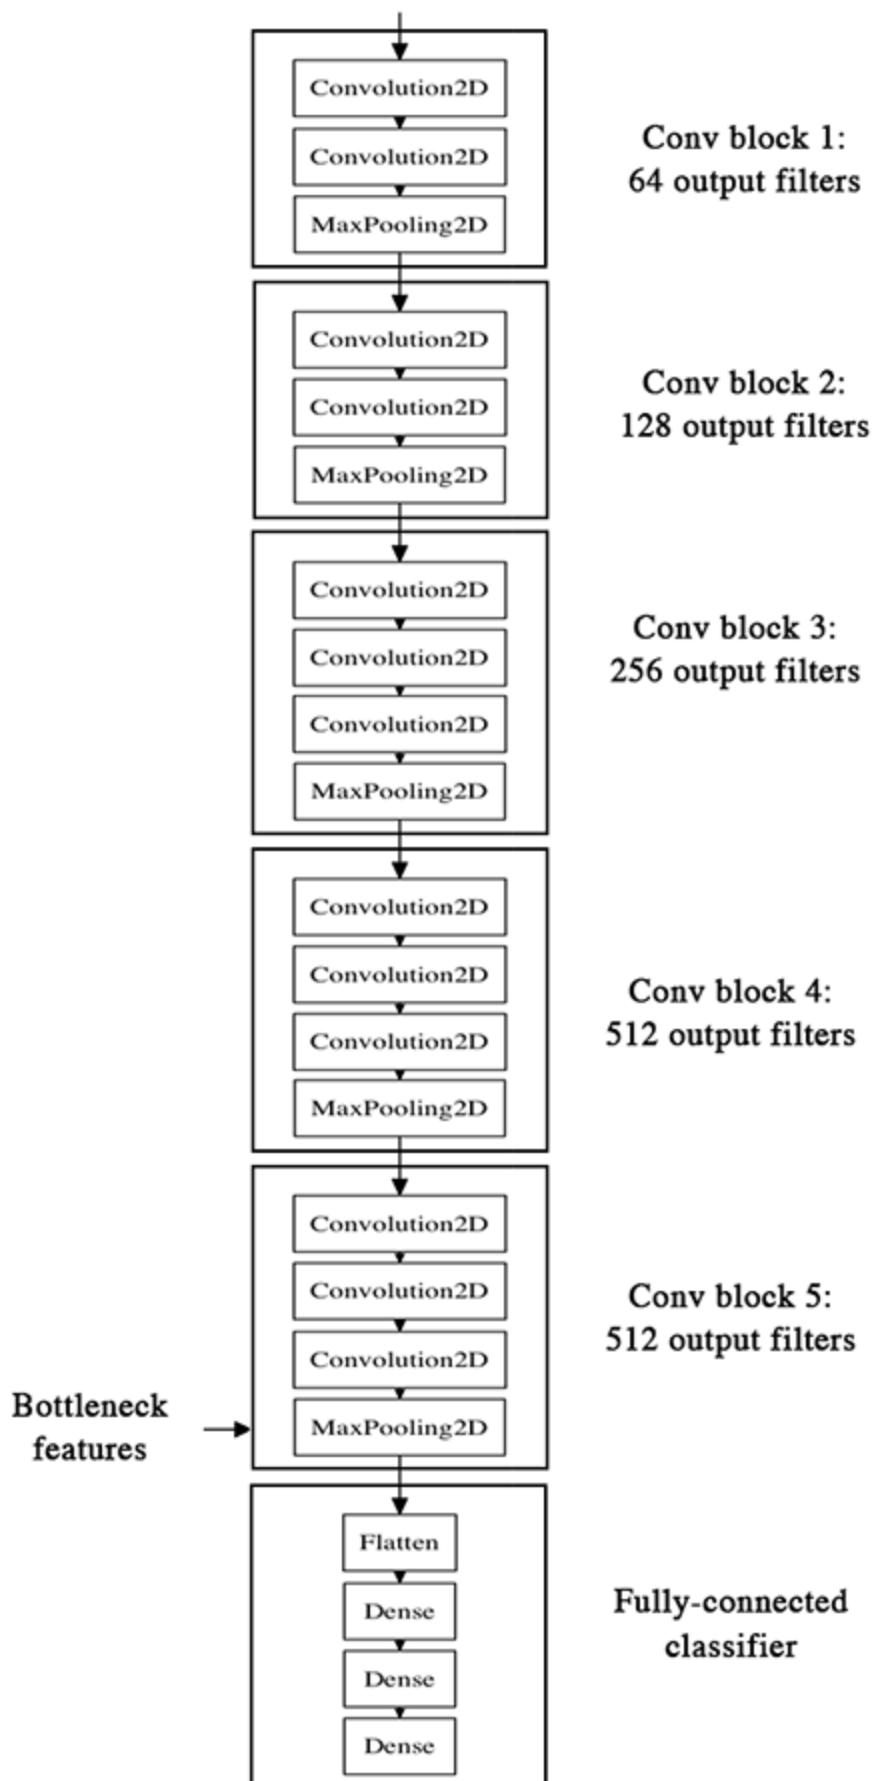 Convolution2D
Convolution2D
MaxPooling2D
Conv block 1:
64 output filters
Convolution2D
Convolution2D
MaxPooling2D
Conv block 2:
128 output filters
Convolution2D
Convolution2D
Convolution2D
MaxPooling2D
Conv block 3:
256 output filters
Convolution2D
Convolution2D
Convolution2D
MaxPooling2D
Conv block 4:
512 output filters
Convolution2D
Convolution2D
Convolution2D
MaxPooling2D
Conv block 5:
512 output filters
Bottleneck
features
Flatten
Dense
Dense
Dense
Fully-connected
classifier